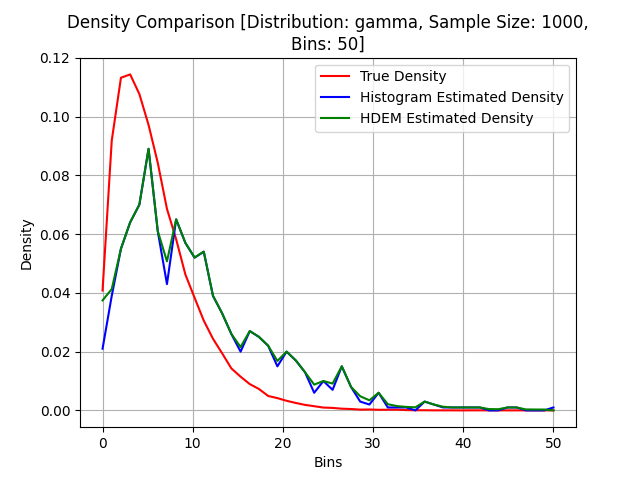 Density Comparison [Distribution: gamma, Sample Size: 1000,
Bins: 50]
0.12
0.10
0.08
0.06
0.04
0.02
0.00
Density
True Density
Histogram Estimated Density
HDEM Estimated Density
0 10 20 30 40 50
Bins